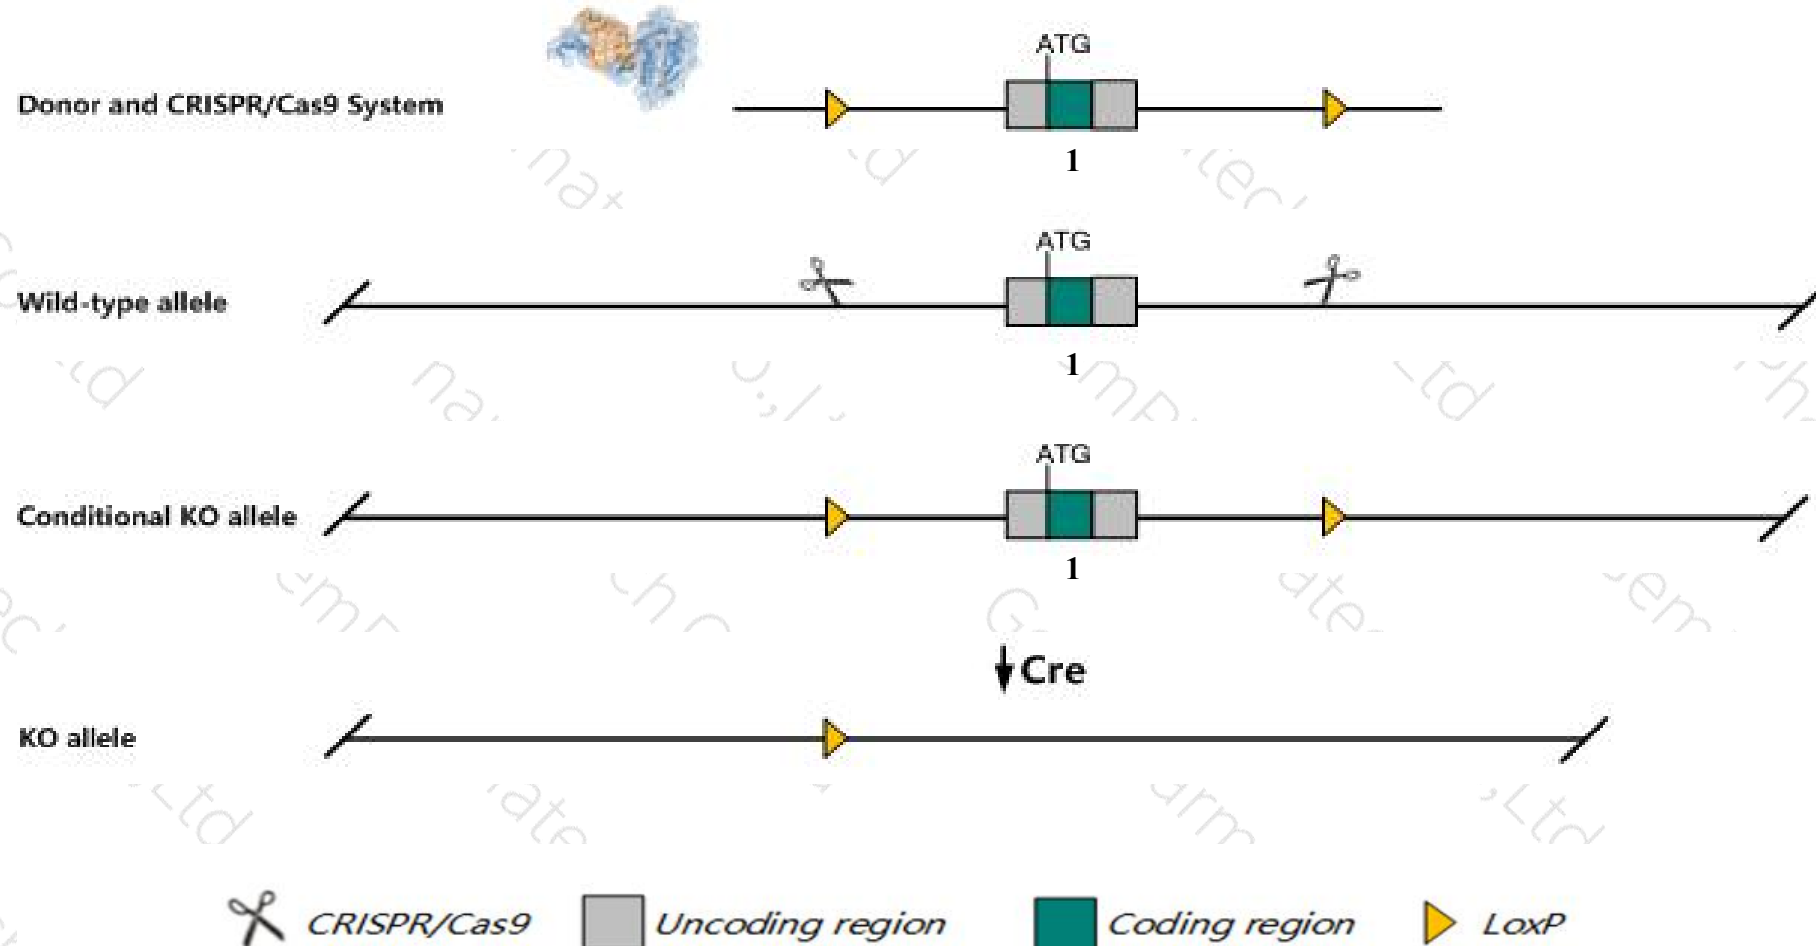 ATG
Donor and CRISPR/Cas9 System
1
ATG
Wild-type allele
1
ATG
Conditional KO allele
1
Cre
KO allele
CRISPR/Cas9 Uncoding region Coding region LoxP